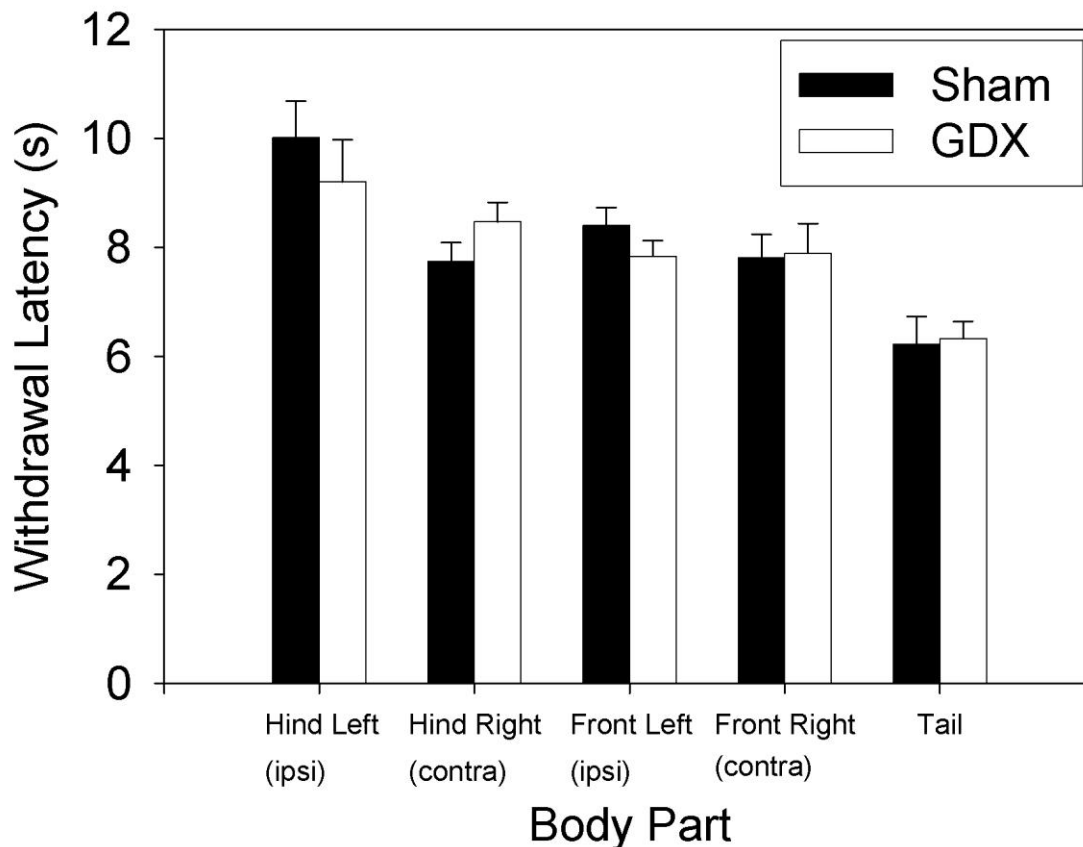 Withdrawal Latency (s)
12
10
8
6
4
2
0
Sham
GDX
Hind Left
(ipsi)
Hind Right
(contra)
Front Left
(ipsi)
Front Right
(contra)
Tail
Body Part